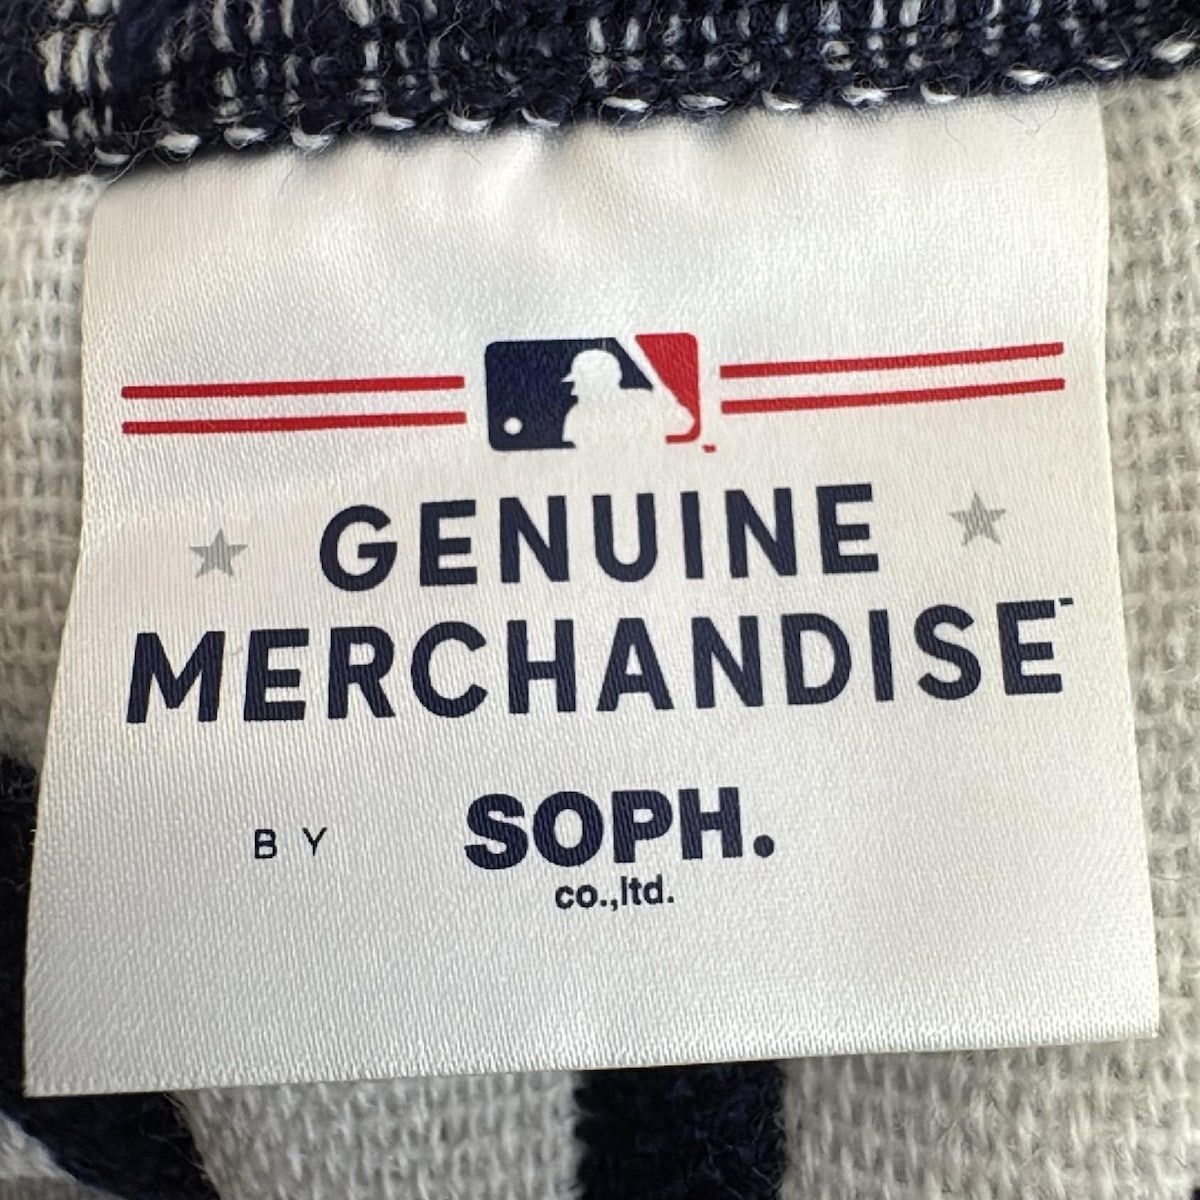 GENUINE
MERCHANDISE
BY SOPH.
co.,ltd.